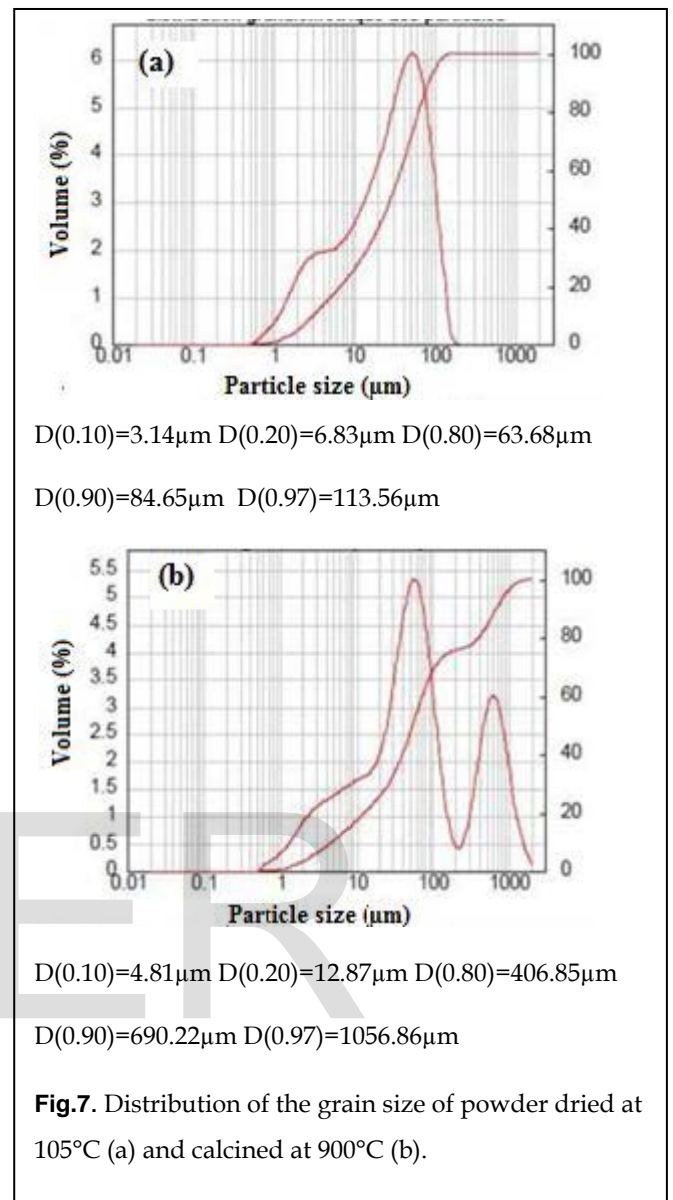 (a)
6
5
4
3
2
1
0
100
80
60
40
20
0
Volume (%)
0.01 0.1 1 10 100 1000
Particle size (µm)
D(0.10)=3.14µm D(0.20)=6.83µm D(0.80)=63.68µm
D(0.90)=84.65µm D(0.97)=113.56µm
(b)
5.5
5
4.5
4
3.5
3
2.5
2
1.5
1
0.5
0
100
80
60
40
20
0
Volume (%)
0.01 0.1 1 10 100 1000
Particle size (µm)
D(0.10)=4.81µm D(0.20)=12.87µm D(0.80)=406.85µm
D(0.90)=690.22µm D(0.97)=1056.86µm
Fig.7. Distribution of the grain size of powder dried at
105°C (a) and calcined at 900°C (b).
ER